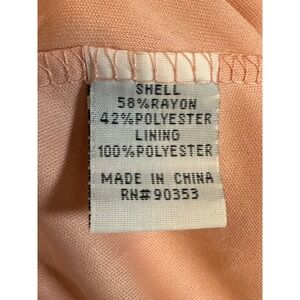 SHELL
58%RAYON
42%POLYESTER
LINING
100%POLYESTER
MADE IN CHINA
RN#90353